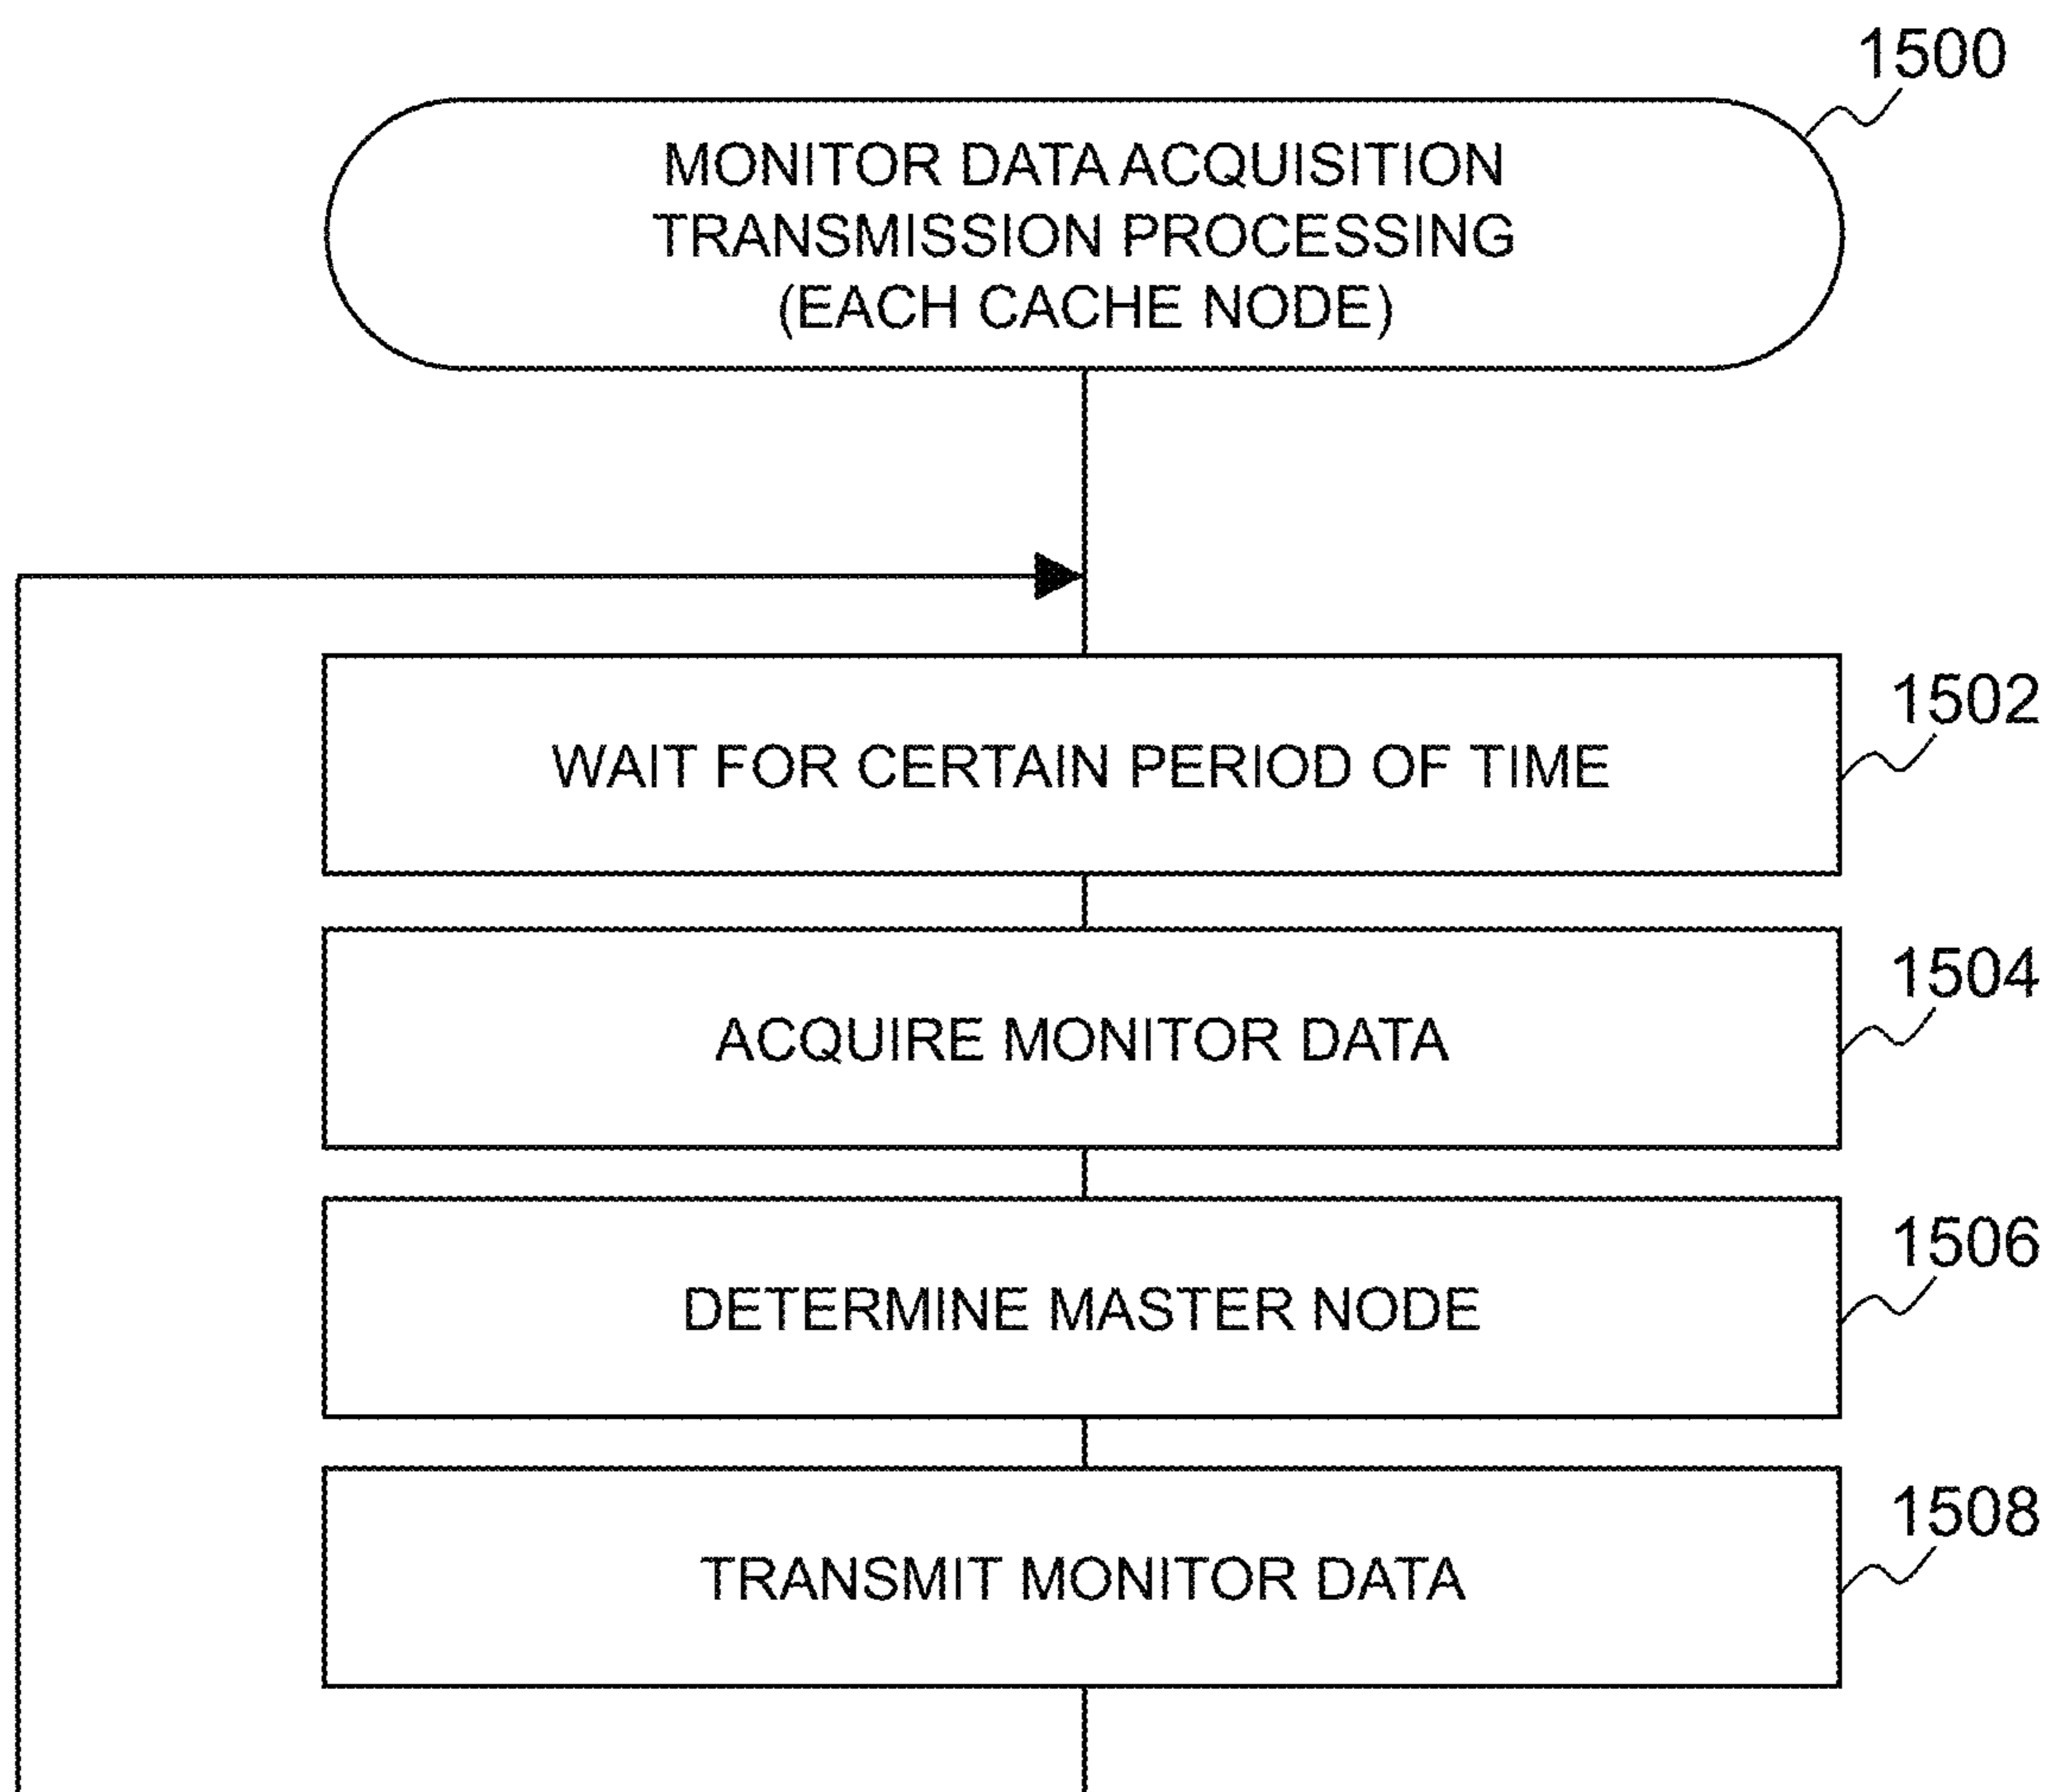 1500
MONITOR DATA ACQUISITION
TRANSMISSION PROCESSING
(EACH CACHE NODE)
1502
WAIT FOR CERTAIN PERIOD OF TIME
1504
ACQUIRE MONITOR DATA
1506
DETERMINE MASTER NODE
1508
TRANSMIT MONITOR DATA